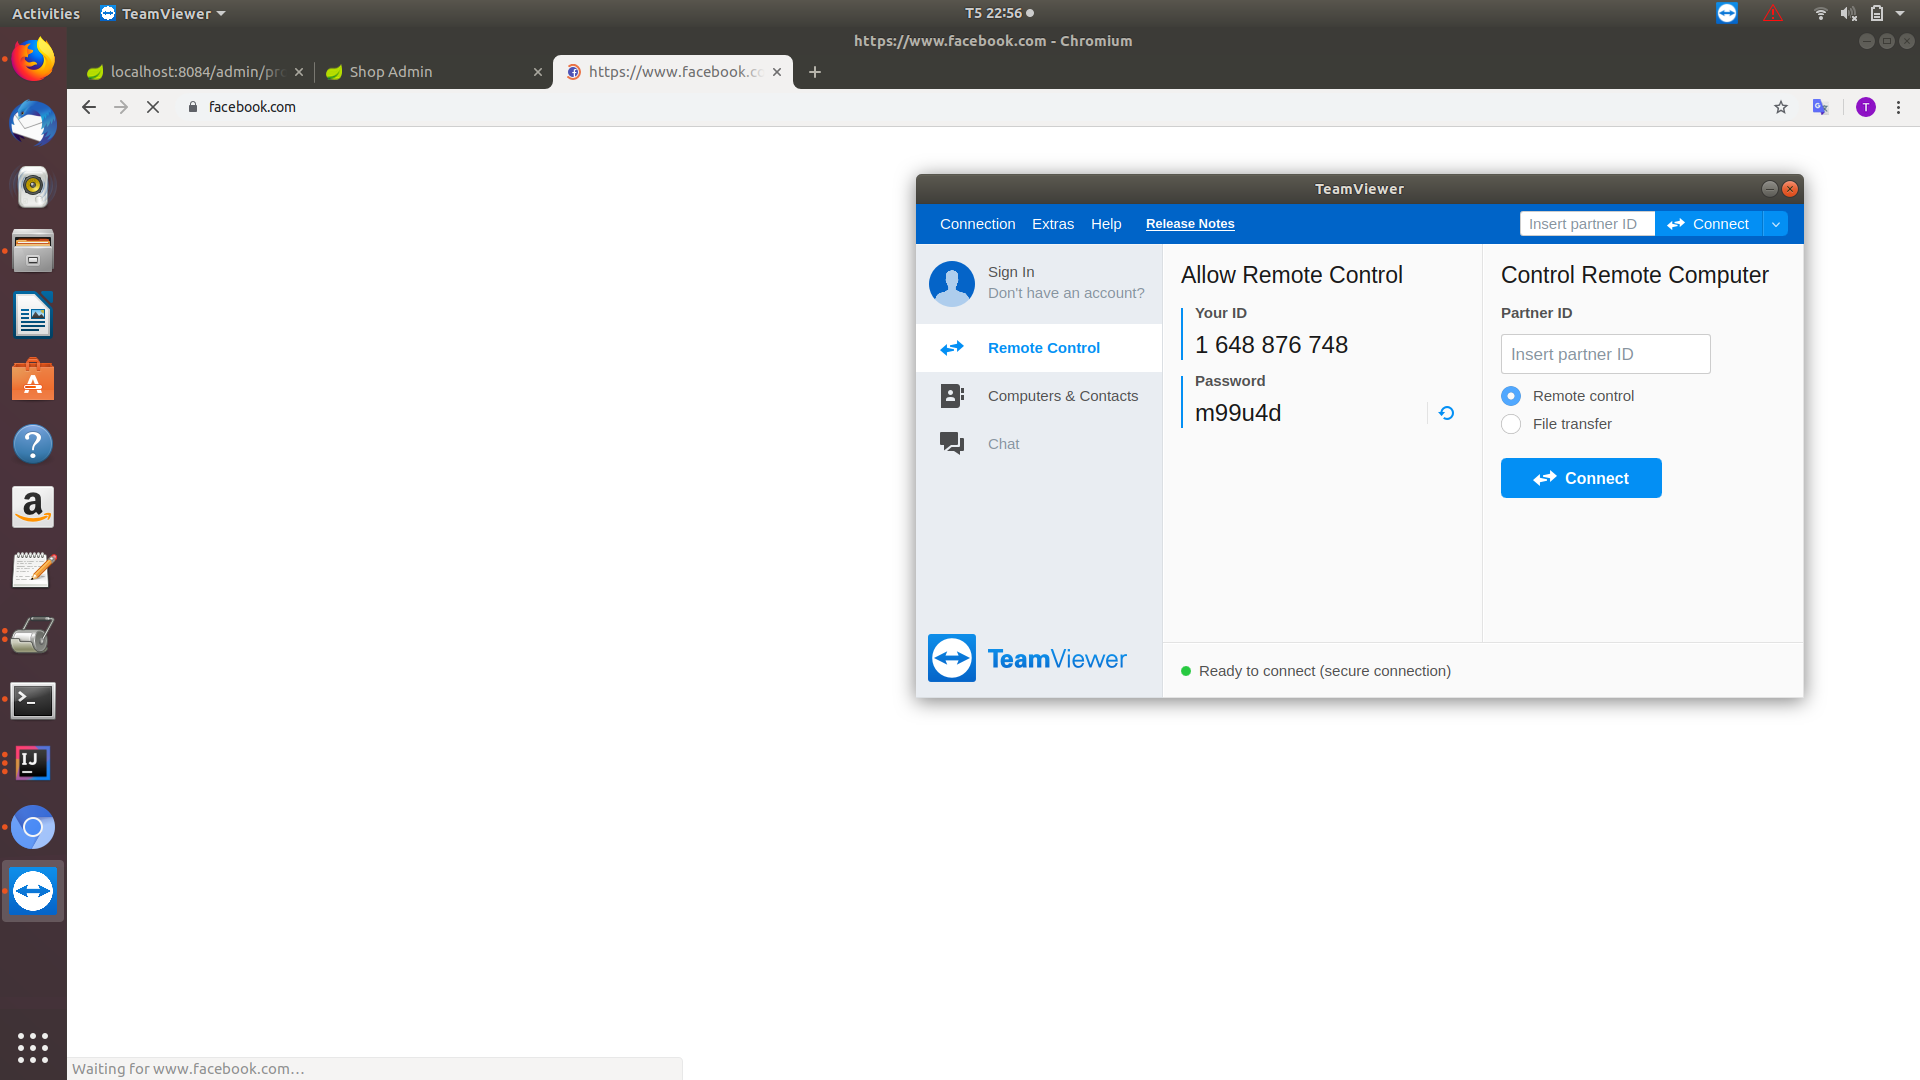 Activities
TeamViewer
T5 22:56
https://www.facebook.com - Chromium
localhost:8084/admin/pro
Shop Admin
https://www.facebook.co
facebook.com
T
TeamViewer
Connection
Extras
Help
Release Notes
Insert partner ID
Connect
Sign In
Don't have an account?
Remote Control
Computers & Contacts
Chat
TeamViewer
Allow Remote Control
Your ID
1 648 876 748
Password
m99u4d
Control Remote Computer
Partner ID
Insert partner ID
Remote control
File transfer
Connect
Ready to connect (secure connection)
Waiting for www.facebook.com…